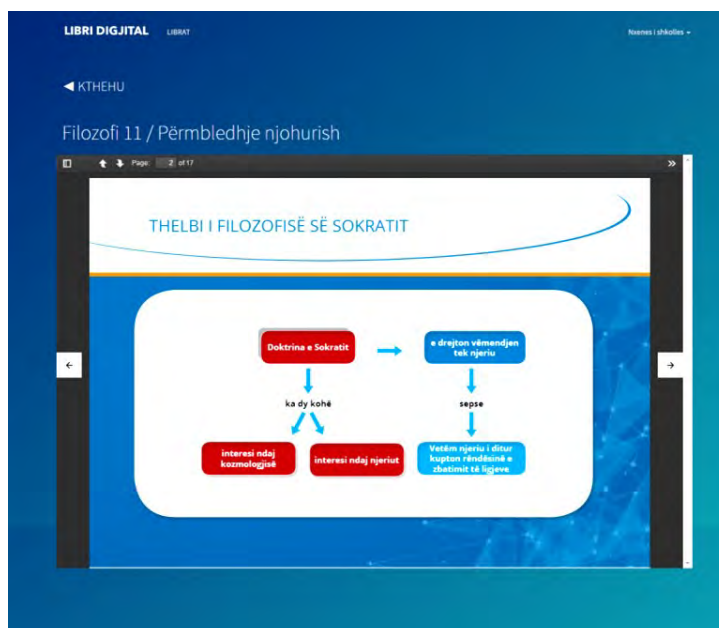 LIBRI DIGJITAL LIBRAT Nxenes i shkolles
KTHEHU
Filozofi 11 / Përmbledhje njohurish
Page: 2 of 17
THELBI I FILOZOFISË SË SOKRATIT
Doktrina e Sokratit
e drejton vëmendjen
tek njeriu
ka dy kohë
sepse
interesi ndaj
kozmologjisë
interesi ndaj njeriut
Vetëm njeriu i ditur
kupton rëndësinë e
zbatimit të ligjeve